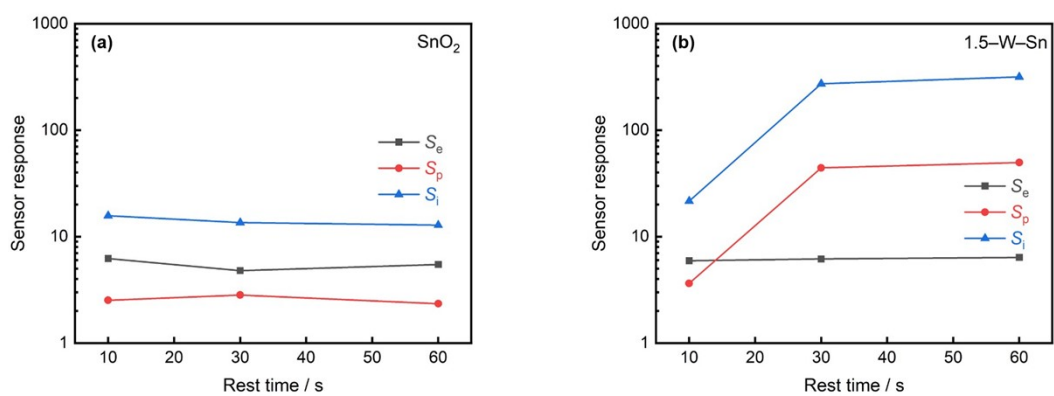 (a)
SnO₂
1000
100
10
1
Sensor response
Sₑ
Sₚ
Sᵢ
10 20 30 40 50 60
Rest time / s
(b)
1.5–W–Sn
1000
100
10
1
Sensor response
Sₑ
Sₚ
Sᵢ
10 20 30 40 50 60
Rest time / s